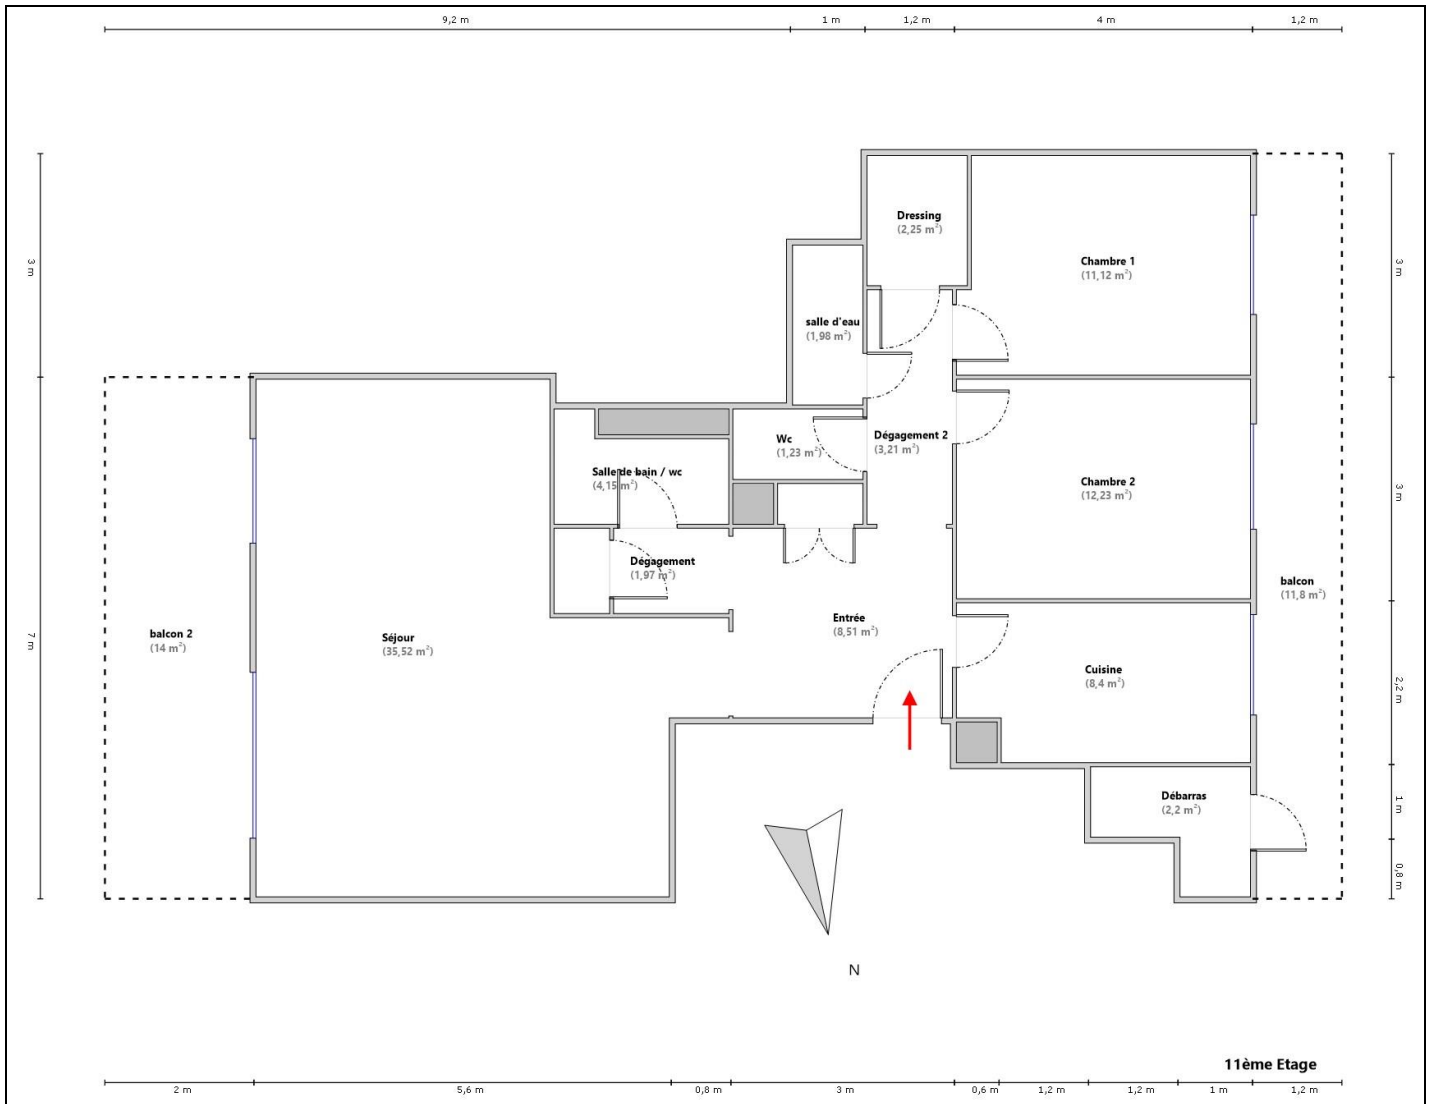 9,2 m
1 m
1,2 m
4 m
1,2 m
Dressing
(2,25 m²)
Chambre 1
(11,12 m²)
3 m
3 m
salle d'eau
(1,98 m²)
Wc
(1,23 m²)
Dégagement 2
(3,21 m²)
Salle de bain / wc
(4,15 m²)
Chambre 2
(12,23 m²)
3 m
Dégagement
(1,97 m²)
balcon
(11,8 m²)
Entrée
(8,51 m²)
balcon 2
(14 m²)
Séjour
(35,52 m²)
7 m
Cuisine
(8,4 m²)
2,2 m
Débarras
(2,2 m²)
1 m
0,8 m
N
11ème Etage
2 m
5,6 m
0,8 m
3 m
0,6 m
1,2 m
1,2 m
1 m
1,2 m